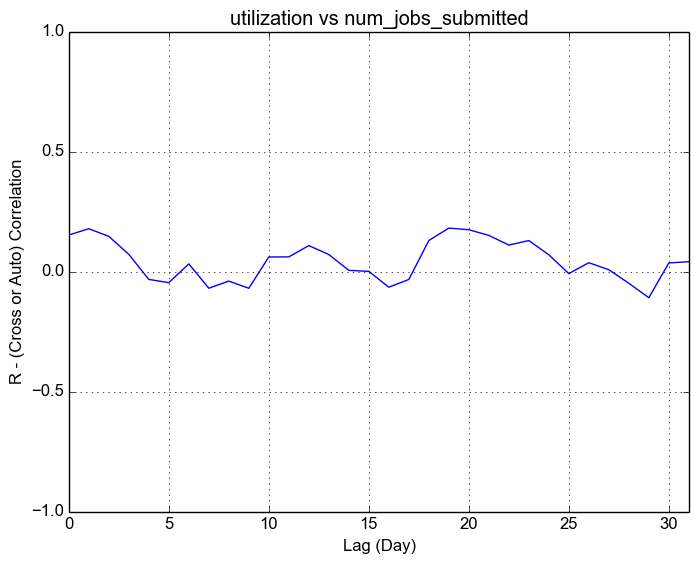 utilization vs num_jobs_submitted
1.0
0.5
0.0
−0.5
−1.0
R - (Cross or Auto) Correlation
0 5 10 15 20 25 30
Lag (Day)